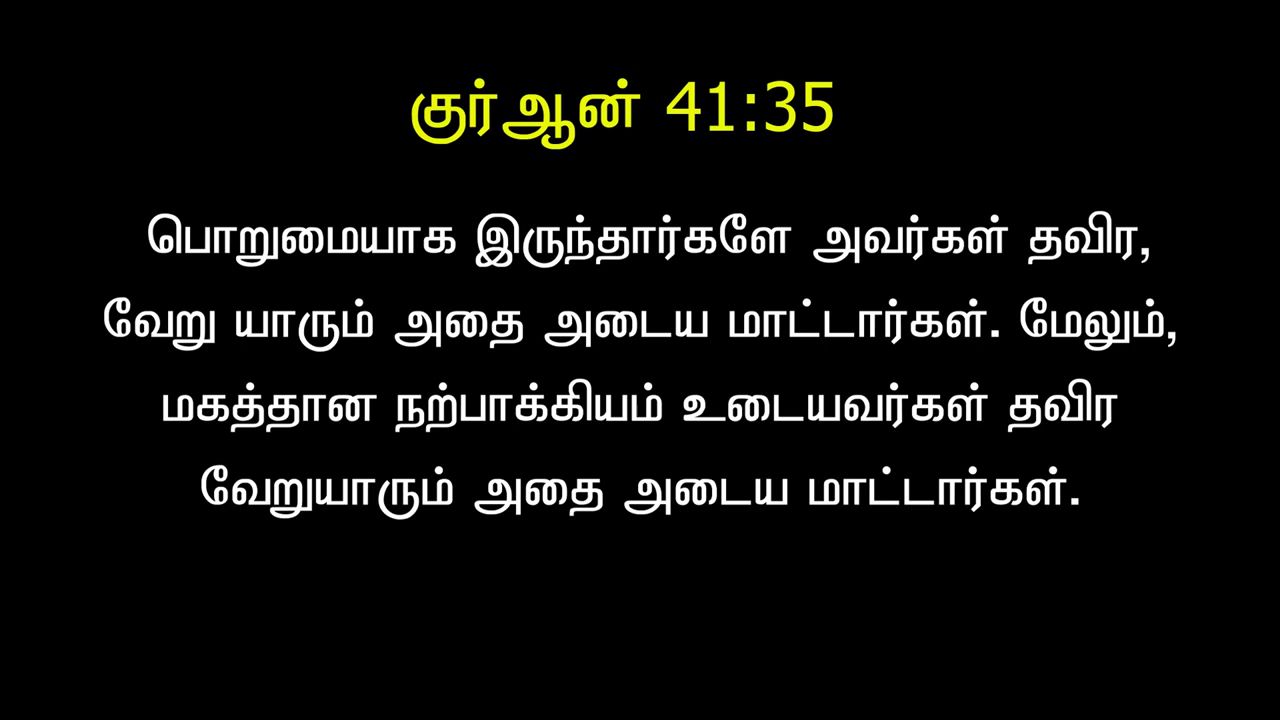 குர்ஆன் 41:35
பொறுமையாக இருந்தார்களே அவர்கள் தவிர,
வேறு யாரும் அதை அடைய மாட்டார்கள். மேலும்,
மகத்தான நற்பாக்கியம் உடையவர்கள் தவிர
வேறுயாரும் அதை அடைய மாட்டார்கள்.